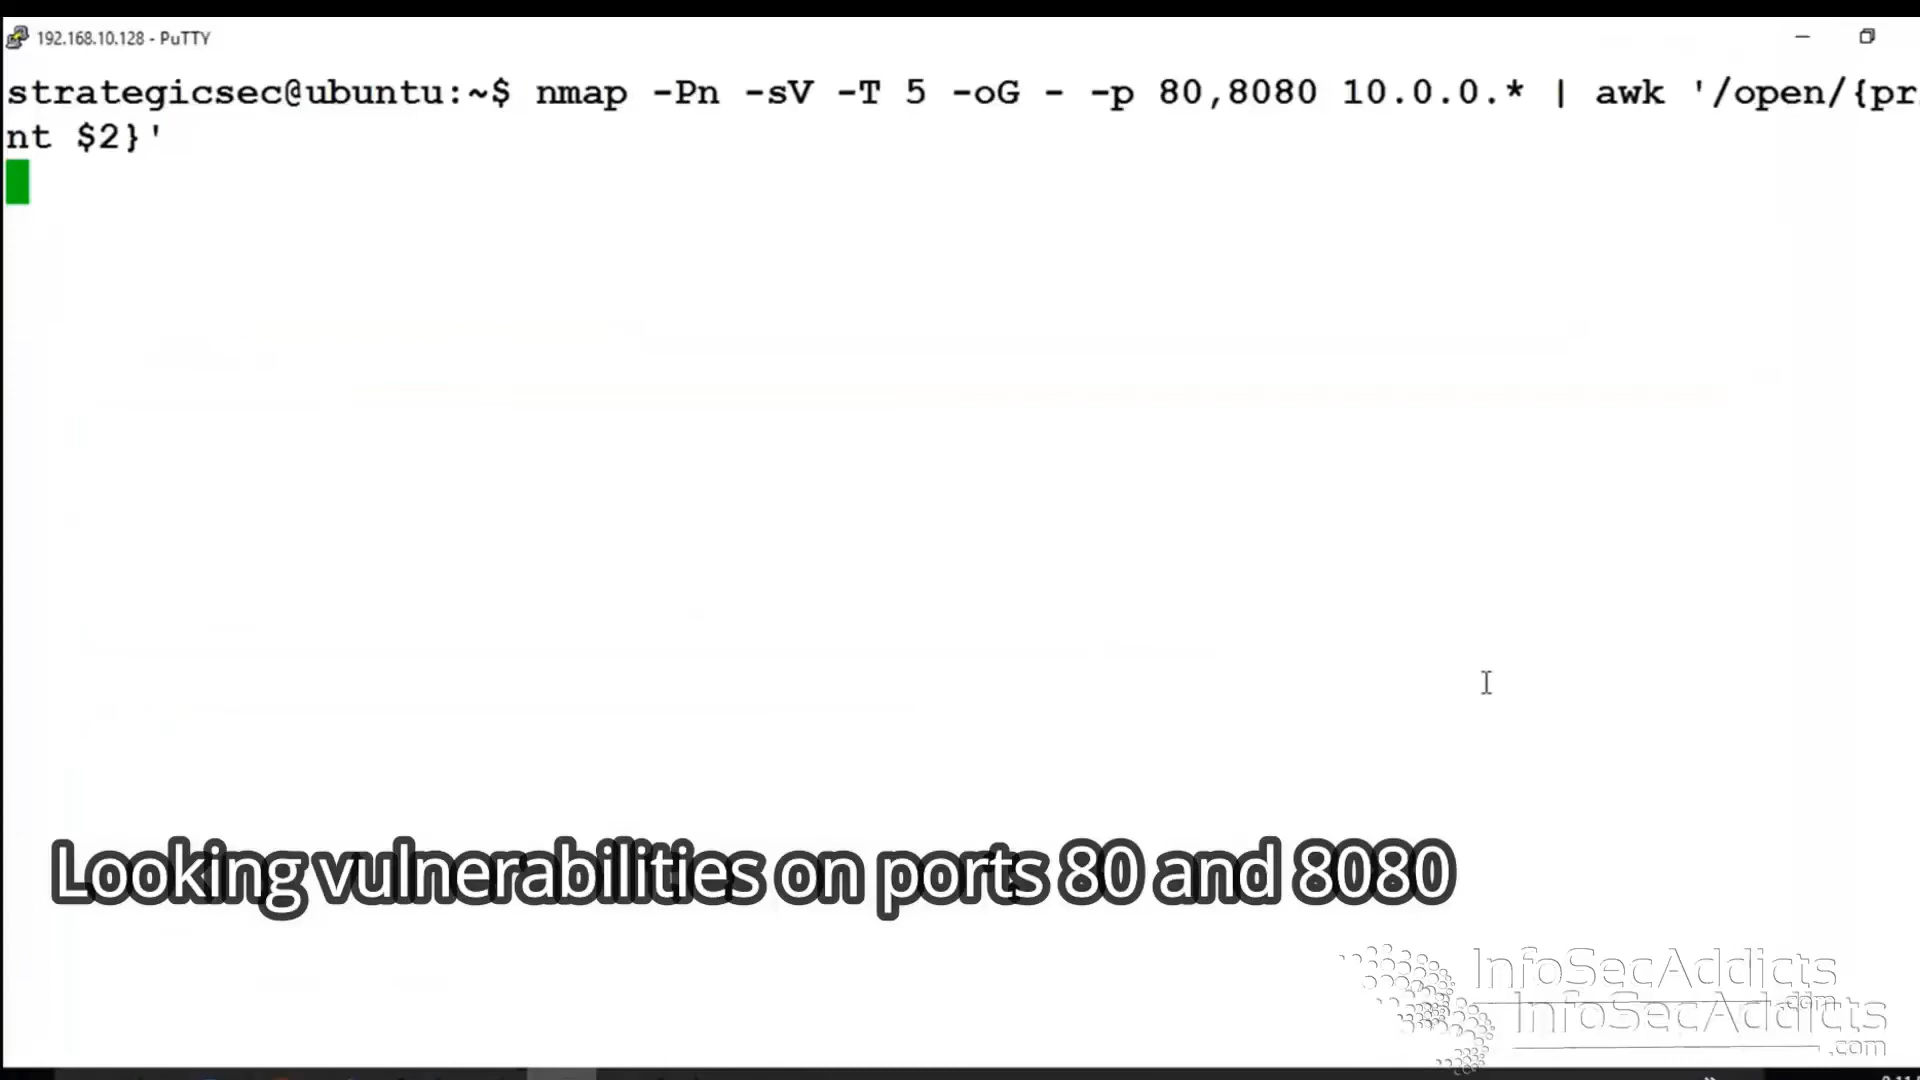 192.168.10.128 - PuTTY
strategicsec@ubuntu:~$ nmap -Pn -sV -T 5 -oG - -p 80,8080 10.0.0.* | awk '/open/{pr
nt $2}'
Looking vulnerabilities on ports 80 and 8080
InfoSecAddicts
.com
InfoSecAddicts
.com